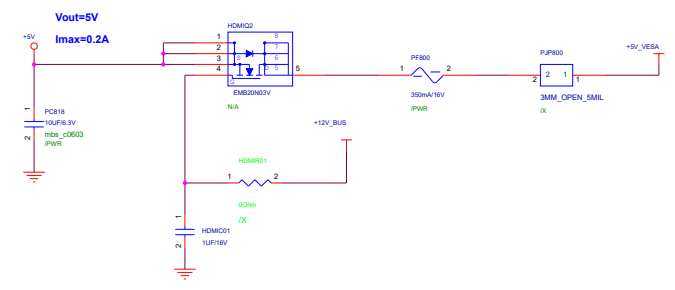 Vout=5V
Imax=0.2A
+5V
HDMIQ2
1
2
3
4
8
7
6
5
S
D
G
5
EMB20N03V
N/A
1
PF800
2
350mA/16V
/PWR
PJP800
2
2
1
1
3MM_OPEN_5MIL
/X
+5V_VESA
1
PC818
10UF/6.3V
mbs_c0603
/PWR
2
+12V_BUS
HDMIR01
1
2
0Ohm
/X
1
HDMIC01
1UF/16V
2